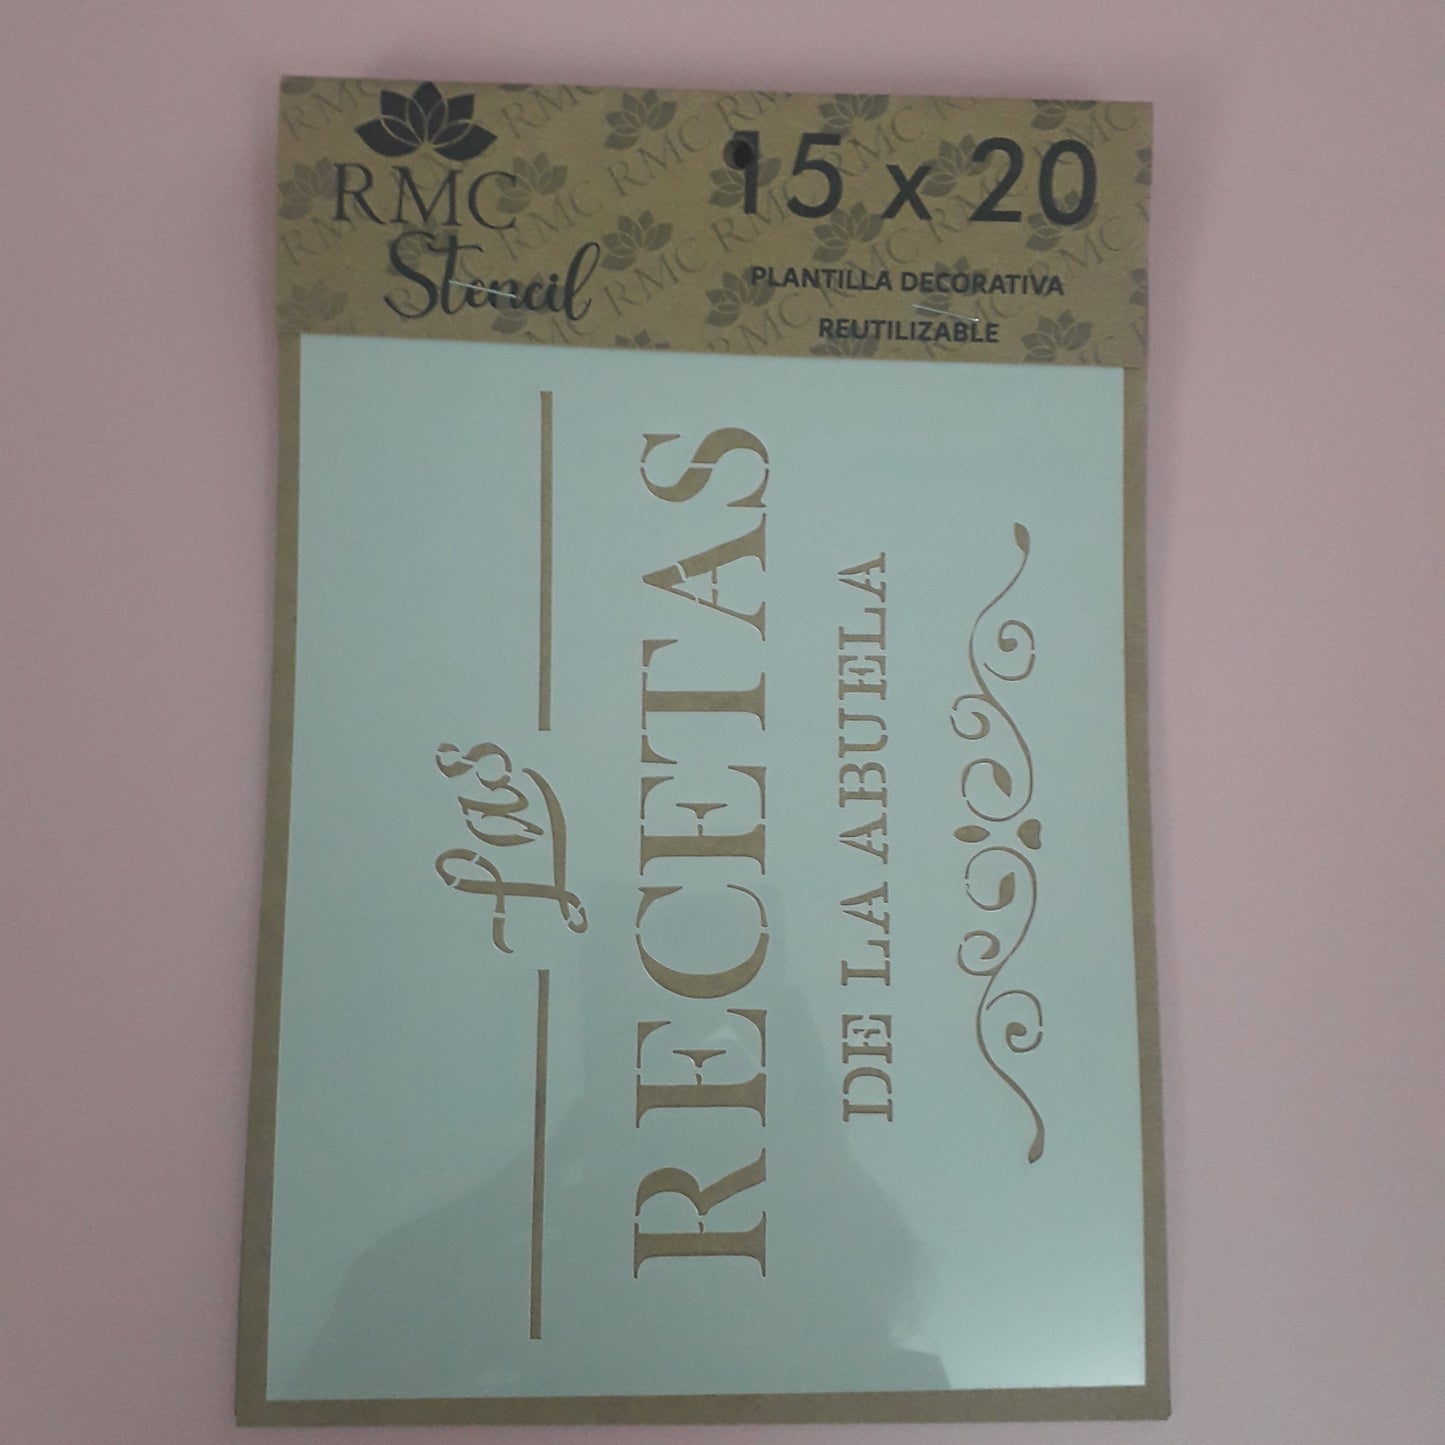 RMC
Stencil
15 x 20
PLANTILLA DECORATIVA
REUTILIZABLE
Las
RECETAS
DE LA ABUELA